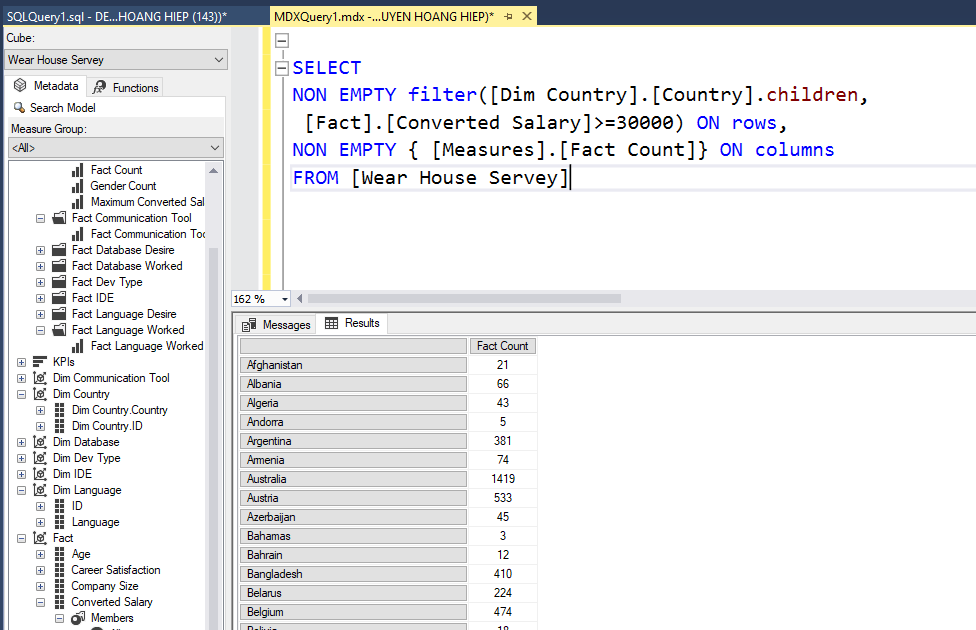 SQLQuery1.sql - DE...HOANG HIEP (143))*
MDXQuery1.mdx -...UYEN HOANG HIEP)*
Cube:
Wear House Servey
Metadata
Functions
Search Model
Measure Group:
<All>
Fact Count
Gender Count
Maximum Converted Sal
Fact Communication Tool
Fact Communication Too
Fact Database Desire
Fact Database Worked
Fact Dev Type
Fact IDE
Fact Language Desire
Fact Language Worked
Fact Language Worked
KPIs
Dim Communication Tool
Dim Country
Dim Country.Country
Dim Country.ID
Dim Database
Dim Dev Type
Dim IDE
Dim Language
ID
Language
Fact
Age
Career Satisfaction
Company Size
Converted Salary
Members
SELECT
NON EMPTY filter([Dim Country].[Country].children,
[Fact].[Converted Salary]>=30000) ON rows,
NON EMPTY { [Measures].[Fact Count]} ON columns
FROM [Wear House Servey]
162 %
Messages
Results
Fact Count
Afghanistan 21
Albania 66
Algeria 43
Andorra 5
Argentina 381
Armenia 74
Australia 1419
Austria 533
Azerbaijan 45
Bahamas 3
Bahrain 12
Bangladesh 410
Belarus 224
Belgium 474